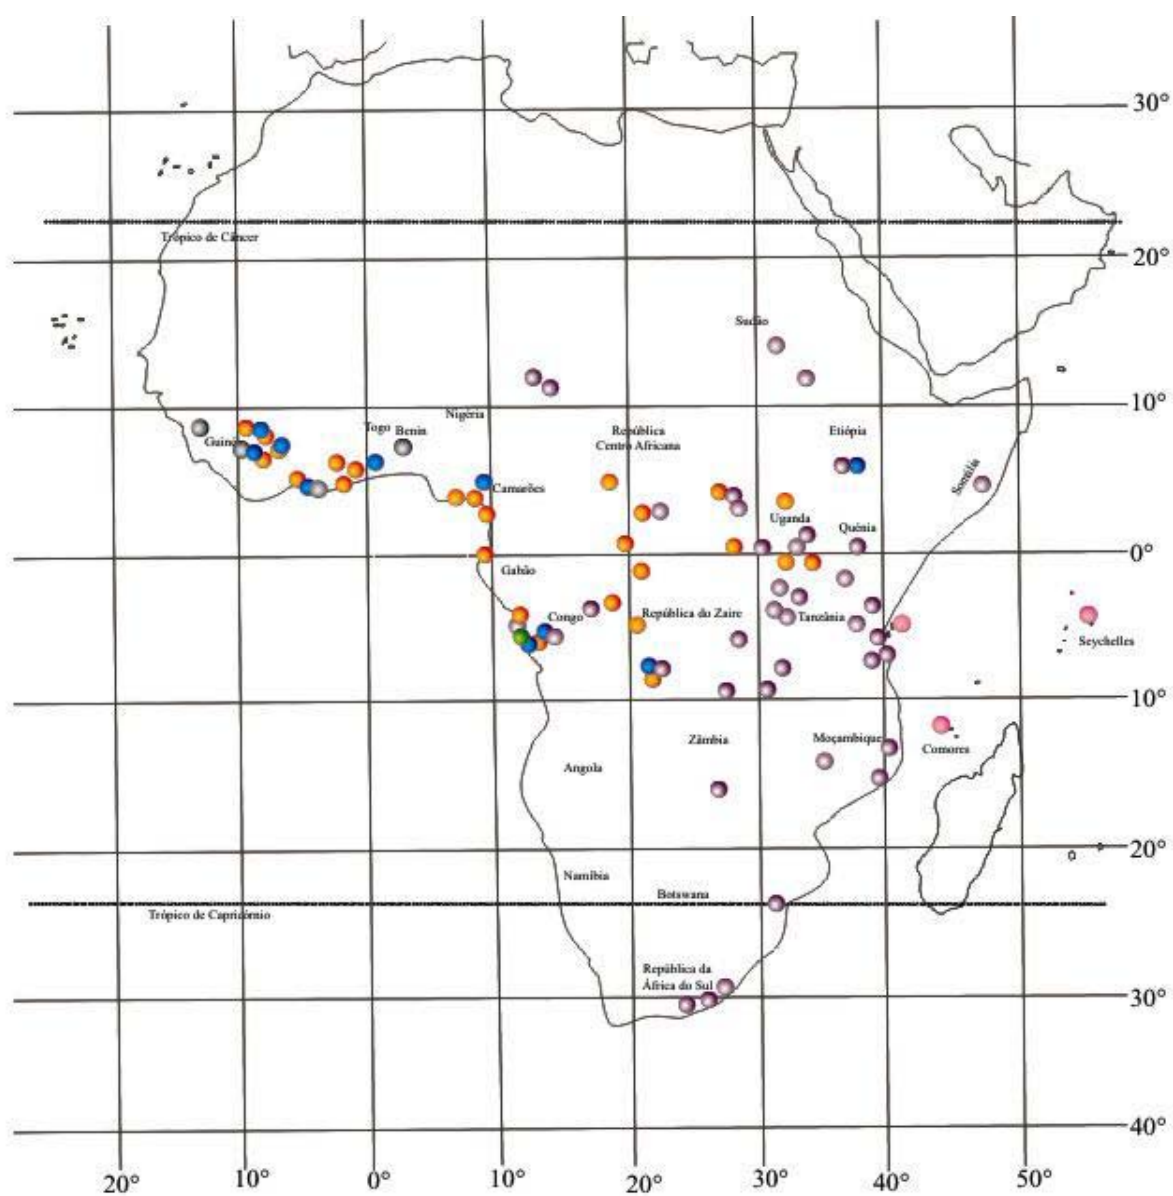 30°
Trópico de Câncer
20°
Sudão
10°
Nigéria
Togo
Benin
Guiné
República
Centro Africana
Etiópia
Somália
Camarões
Uganda
Quénia
0°
Gabão
Congo
República do Zaire
Tanzânia
Seychelles
10°
Zâmbia
Moçambique
Comores
Angola
20°
Namíbia
Botswana
Trópico de Capricórnio
República da
África do Sul
30°
40°
20°
10°
0°
10°
20°
30°
40°
50°